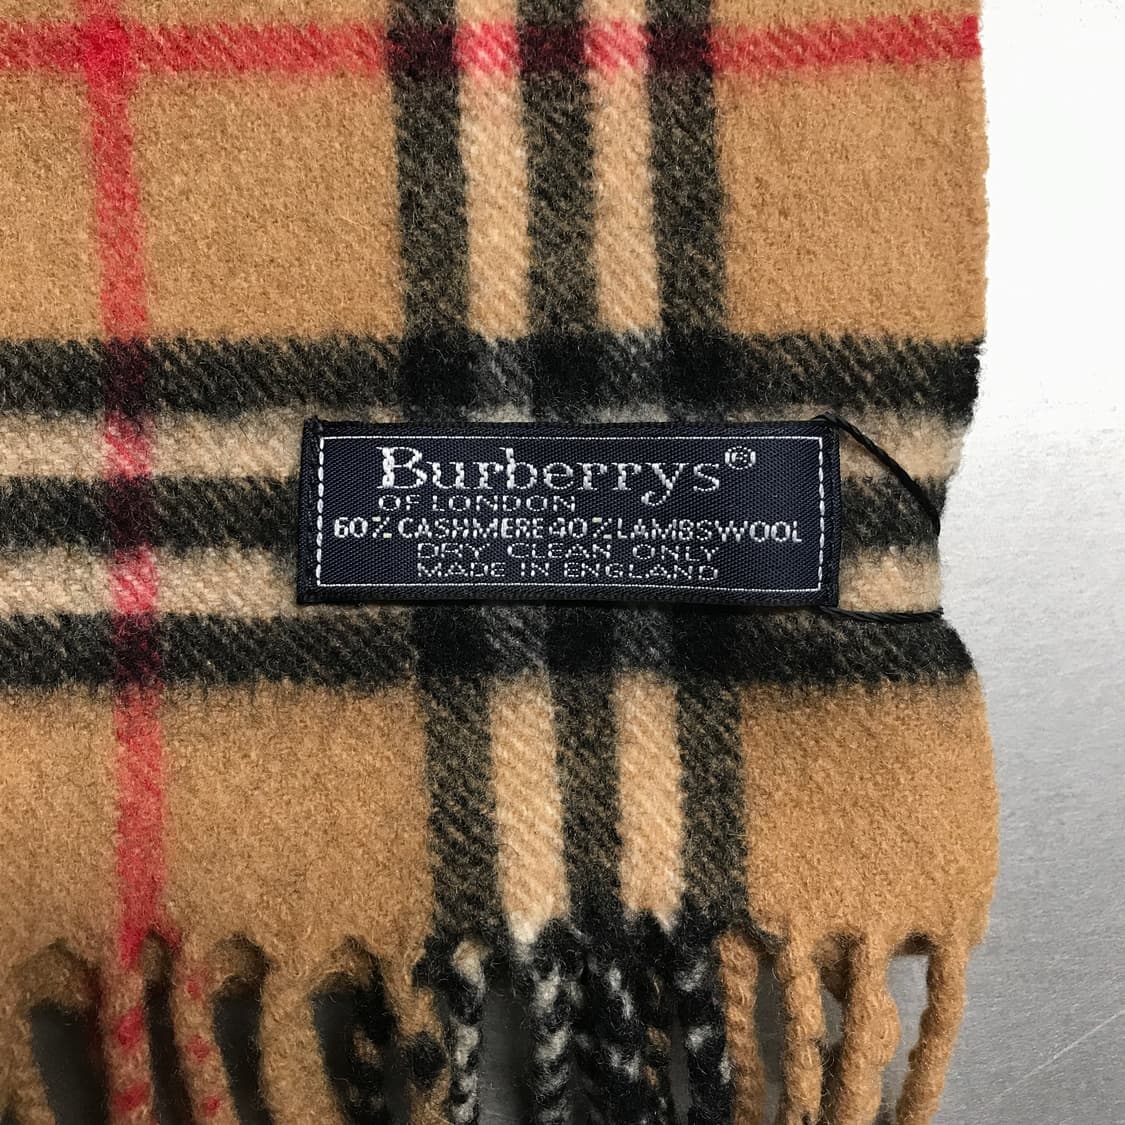 Burberrys®
OF LONDON
60% CASHMERE 40% LAMBSWOOL
DRY CLEAN ONLY
MADE IN ENGLAND